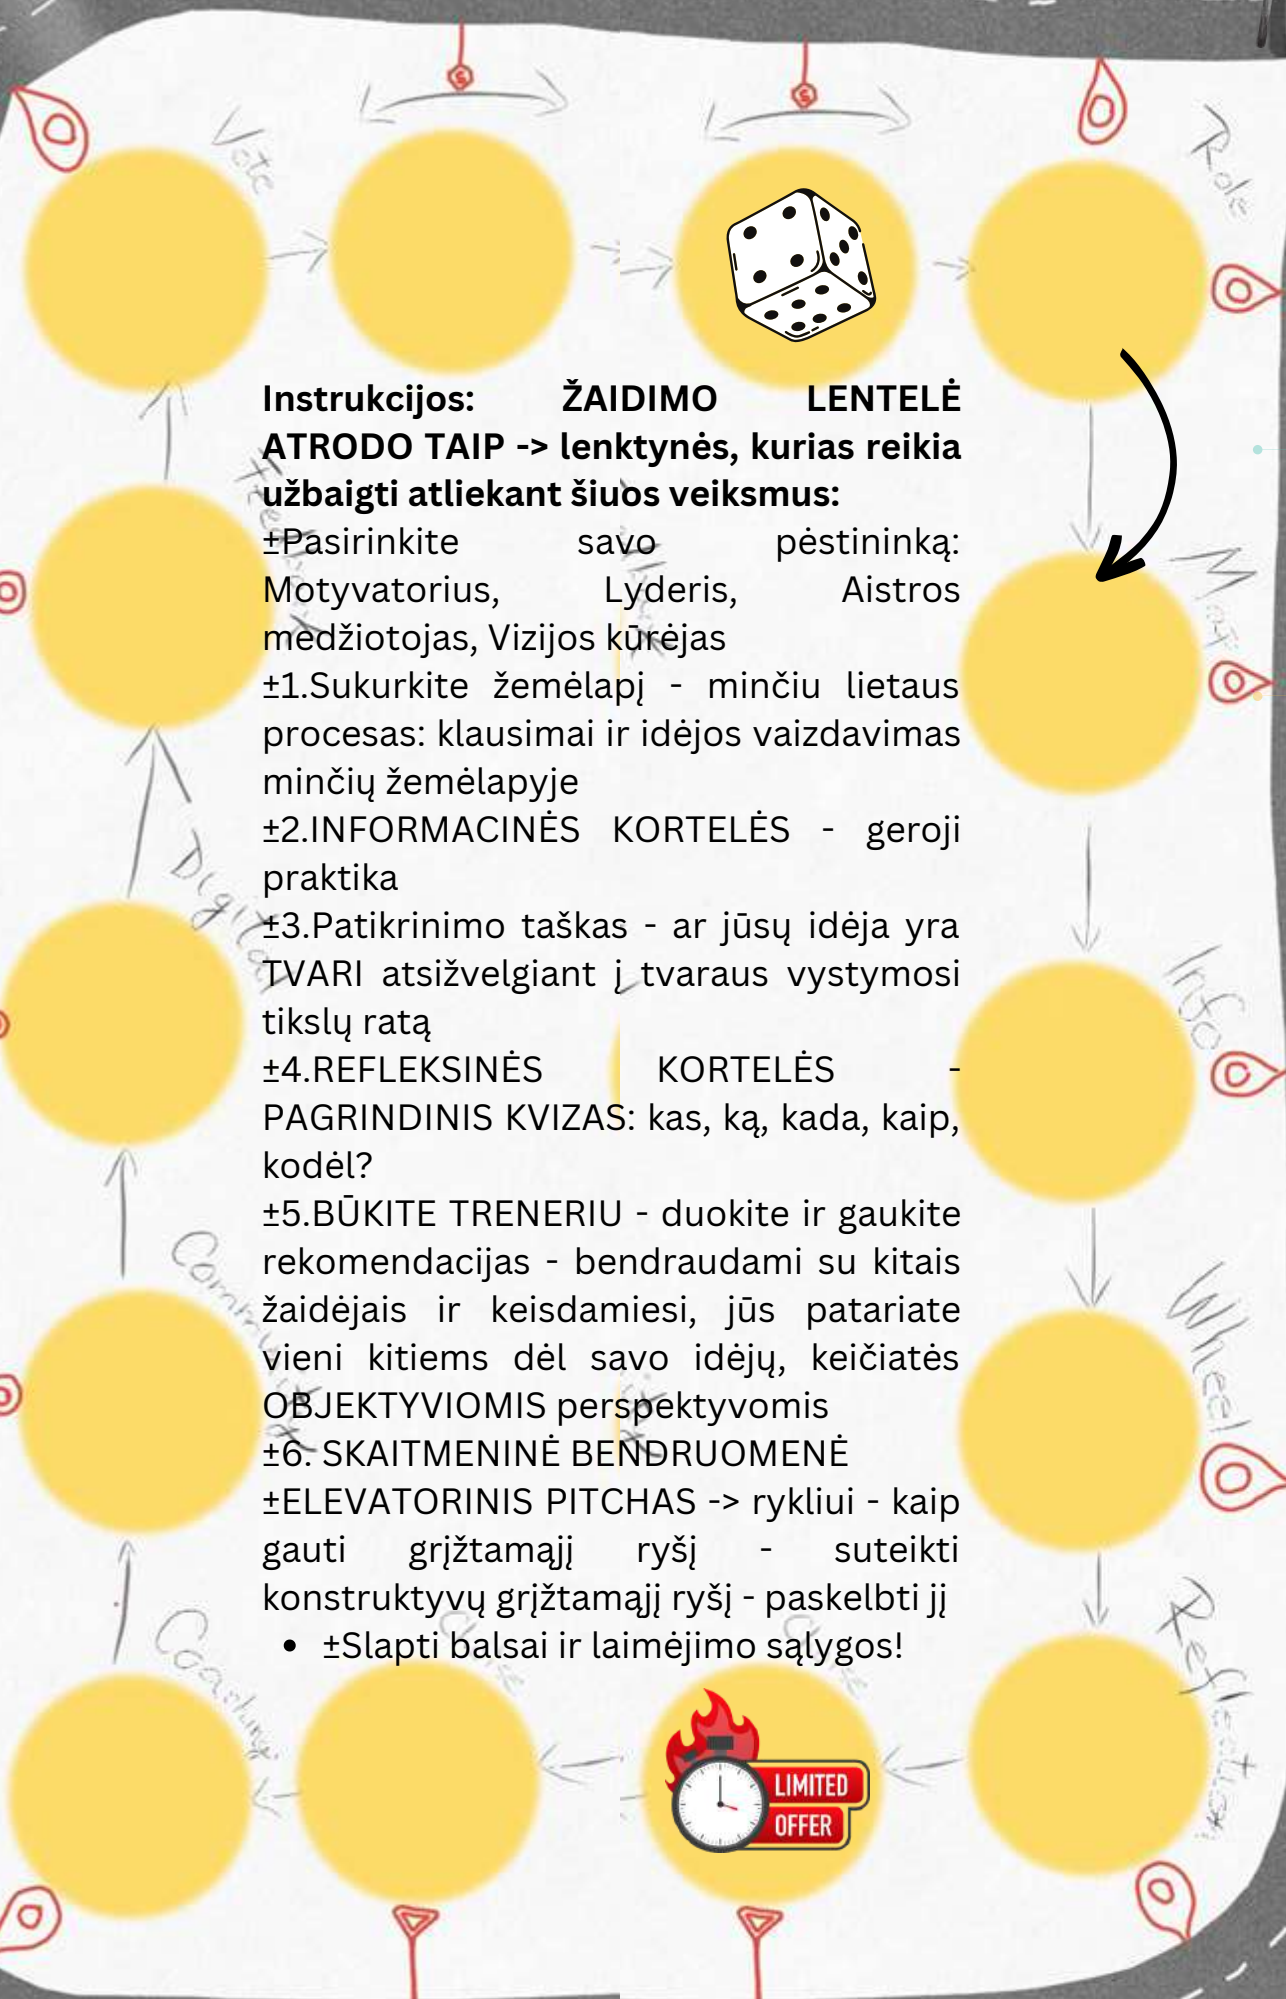 Vote
Role
Instrukcijos: ŽAIDIMO LENTELĖ
ATRODO TAIP -> lenktynės, kurias reikia
užbaigti atliekant šiuos veiksmus:
±Pasirinkite savo pėstininką:
Motyvatorius, Lyderis, Aistros
medžiotojas, Vizijos kūrėjas
±1.Sukurkite žemėlapį - minčiu lietaus
procesas: klausimai ir idėjos vaizdavimas
minčių žemėlapyje
±2.INFORMACINĖS KORTELĖS - geroji
praktika
±3.Patikrinimo taškas - ar jūsų idėja yra
TVARI atsižvelgiant į tvaraus vystymosi
tikslų ratą
±4.REFLEKSINĖS KORTELĖS -
PAGRINDINIS KVIZAS: kas, ką, kada, kaip,
kodėl?
±5.BŪKITE TRENERIU - duokite ir gaukite
rekomendacijas - bendraudami su kitais
žaidėjais ir keisdamiesi, jūs patariate
vieni kitiems dėl savo idėjų, keičiatės
OBJEKTYVIOMIS perspektyvomis
±6. SKAITMENINĖ BENDRUOMENĖ
±ELEVATORINIS PITCHAS -> rykliui - kaip
gauti grįžtamąjį ryšį - suteikti
konstruktyvų grįžtamąjį ryšį - paskelbti jį
• ±Slapti balsai ir laimėjimo sąlygos!
Info
Wheel
Digital
LIMITED
OFFER